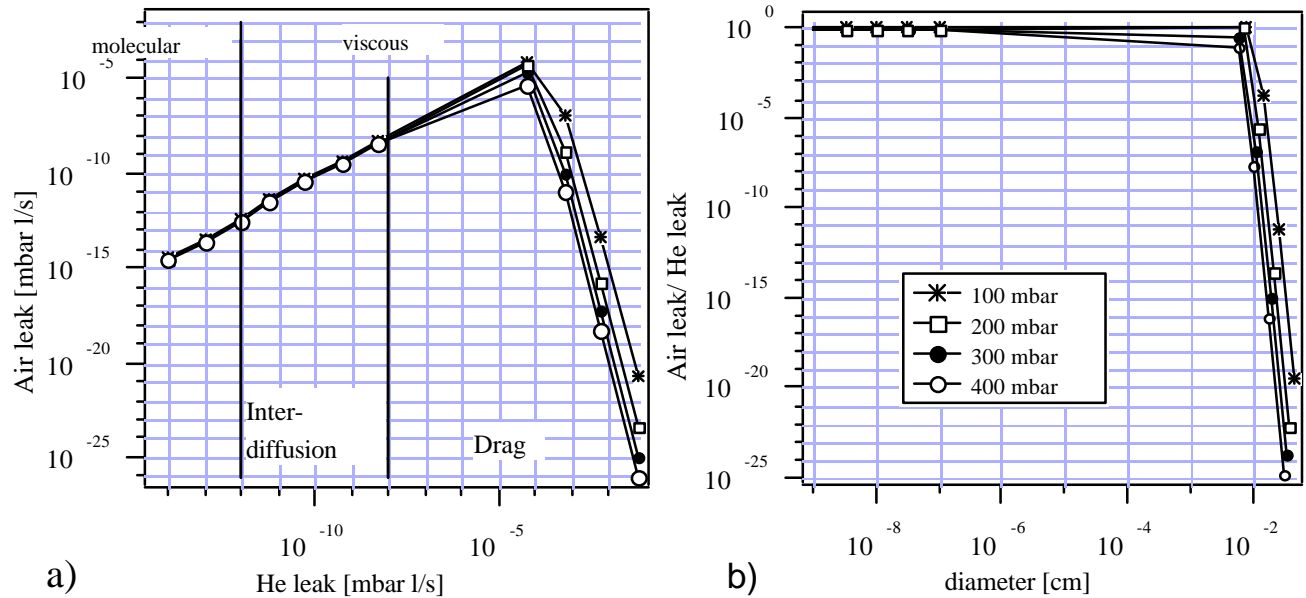 molecular
viscous
10 -5
10 -10
10 -15
10 -20
10 -25
Air leak [mbar l/s]
Inter-
diffusion
Drag
10 -10
10 -5
He leak [mbar l/s]
a)
10 0
10 -5
10 -10
10 -15
10 -20
10 -25
Air leak/ He leak
100 mbar
200 mbar
300 mbar
400 mbar
10 -8
10 -6
10 -4
10 -2
diameter [cm]
b)